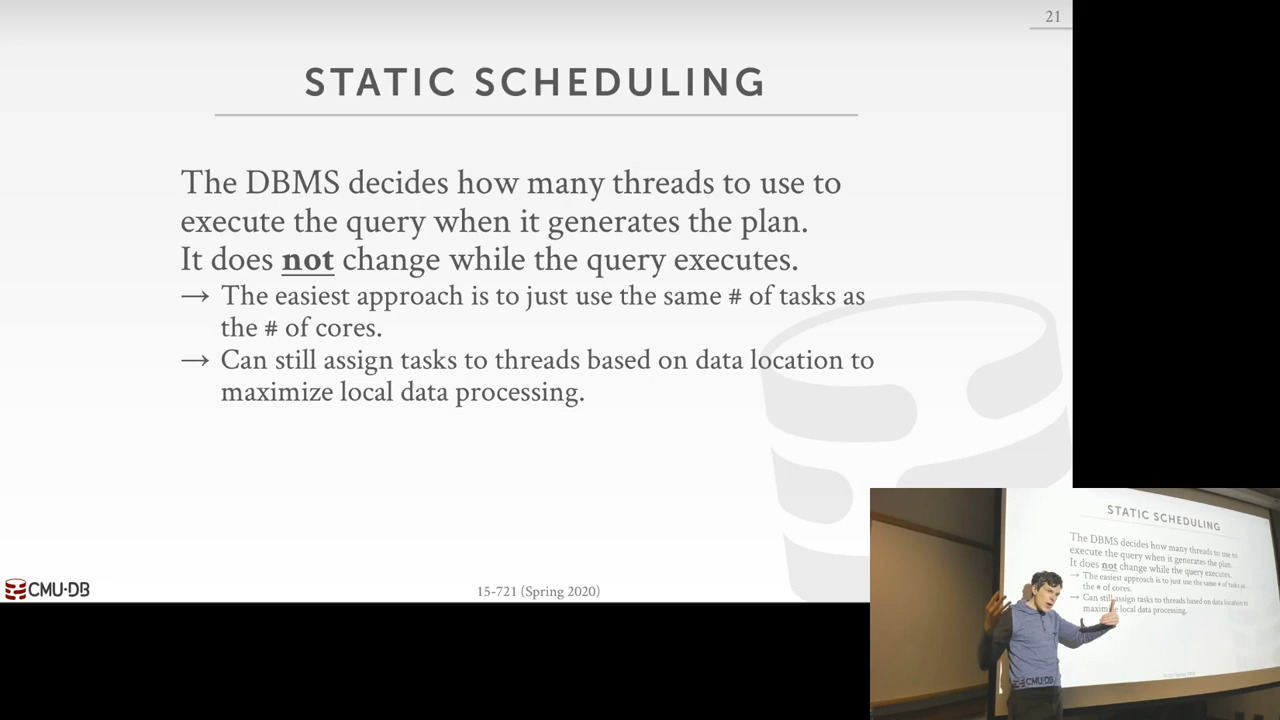 21
STATIC SCHEDULING
The DBMS decides how many threads to use to
execute the query when it generates the plan.
It does not change while the query executes.
→ The easiest approach is to just use the same # of tasks as
the # of cores.
→ Can still assign tasks to threads based on data location to
maximize local data processing.
CMU·DB
15-721 (Spring 2020)
STATIC SCHEDULING
The DBMS decides how many threads to use to
execute the query when it generates the plan.
It does not change while the query executes.
→ The easiest approach is to just use the same # of tasks as
the # of cores.
→ Can still assign tasks to threads based on data location to
maximize local data processing.
CMU·DB